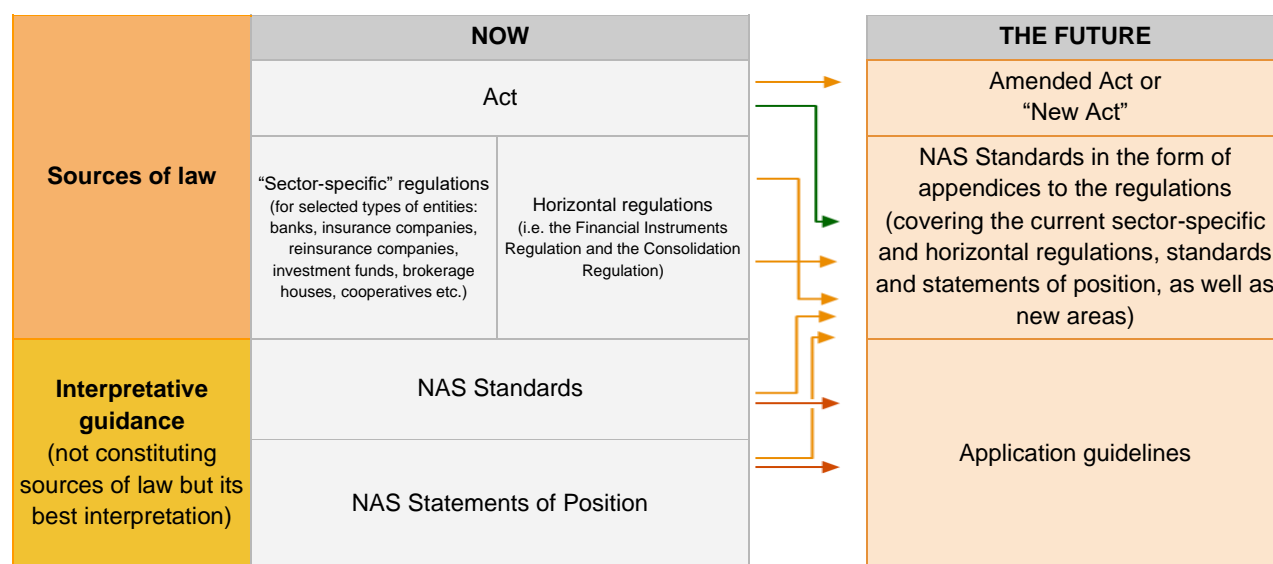 NOW
THE FUTURE
Sources of law
Act
Amended Act or
“New Act”
“Sector-specific” regulations
(for selected types of entities:
banks, insurance companies,
reinsurance companies,
investment funds, brokerage
houses, cooperatives etc.)
Horizontal regulations
(i.e. the Financial Instruments
Regulation and the Consolidation
Regulation)
NAS Standards in the form of
appendices to the regulations
(covering the current sector-specific
and horizontal regulations, standards
and statements of position, as well as
new areas)
Interpretative
guidance
(not constituting
sources of law but its
best interpretation)
NAS Standards
NAS Statements of Position
Application guidelines